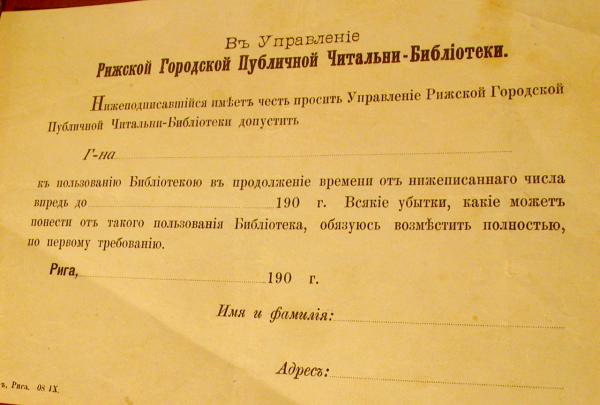 Въ Управленіе
Рижской Городской Публичной Читальни-Библіотеки.
Нижеподписавшійся имѣетъ честь просить Управленіе Рижской Городской
Публичной Читальни-Библіотеки допустить
Г-на
къ пользованію Библіотекою въ продолженіе времени отъ нижеписаннаго числа
впредь до 190 г. Всякіе убытки, какіе можетъ
понести отъ такого пользованія Библіотека, обязуюсь возмѣстить полностью,
по первому требованію.
Рига, 190 г.
Имя и фамилія:
Адресъ:
Рига. 08 IX.